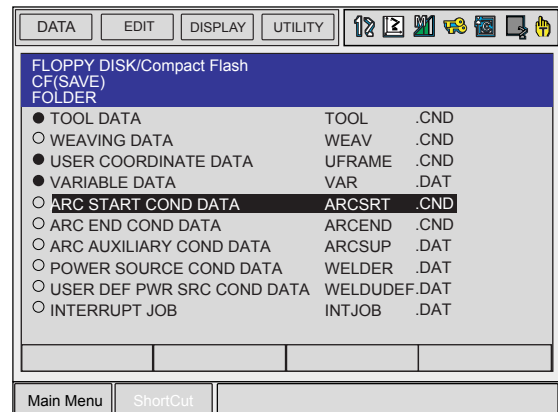 DATA EDIT DISPLAY UTILITY
FLOPPY DISK/Compact Flash
CF(SAVE)
FOLDER
TOOL DATA TOOL .CND
WEAVING DATA WEAV .CND
USER COORDINATE DATA UFRAME .CND
VARIABLE DATA VAR .DAT
ARC START COND DATA ARCSRT .CND
ARC END COND DATA ARCEND .CND
ARC AUXILIARY COND DATA ARCSUP .DAT
POWER SOURCE COND DATA WELDER .DAT
USER DEF PWR SRC COND DATA WELDUDEF.DAT
INTERRUPT JOB INTJOB .DAT
Main Menu ShortCut